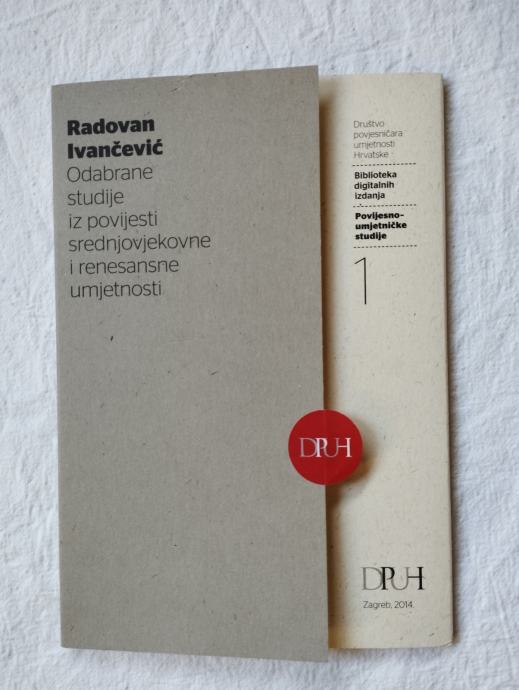 Radovan
Ivančević
Odabrane
studije
iz povijesti
srednjovjekovne
i renesansne
umjetnosti
Društvo
povjesničara
umjetnosti
Hrvatske
Biblioteka
digitalnih
izdanja
Povijesno-
umjetničke
studije
1
DPUH
DPUH
Zagreb, 2014.